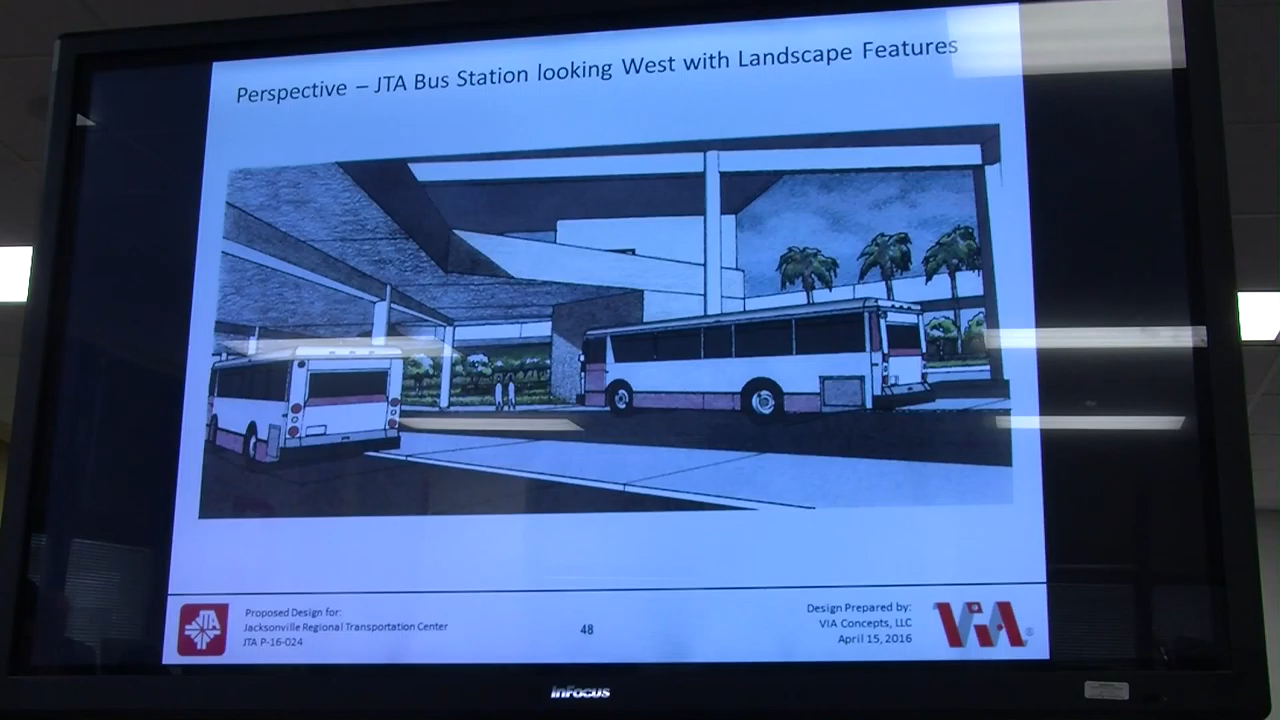 Perspective – JTA Bus Station looking West with Landscape Features
JTA
Proposed Design for:
Jacksonville Regional Transportation Center
JTA P-16-024
48
Design Prepared by:
VIA Concepts, LLC
April 15, 2016
VIA®
InFocus